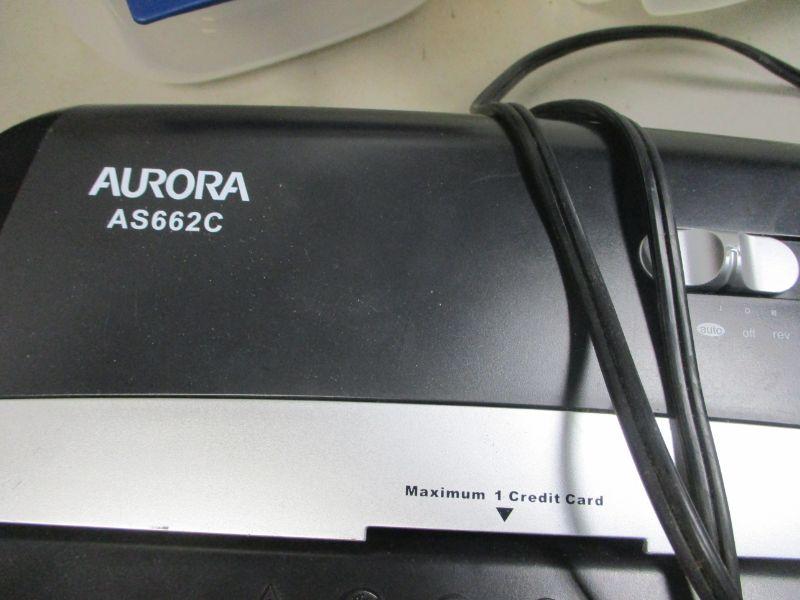 AURORA
AS662C
auto off rev
Maximum 1 Credit Card